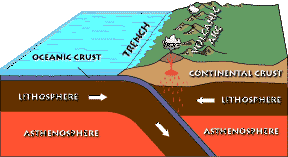 OCEANIC CRUST
TRENCH
VOLCANIC
ARC
CONTINENTAL CRUST
LITHOSPHERE
LITHOSPHERE
ASTHENOSPHERE
ASTHENOSPHERE